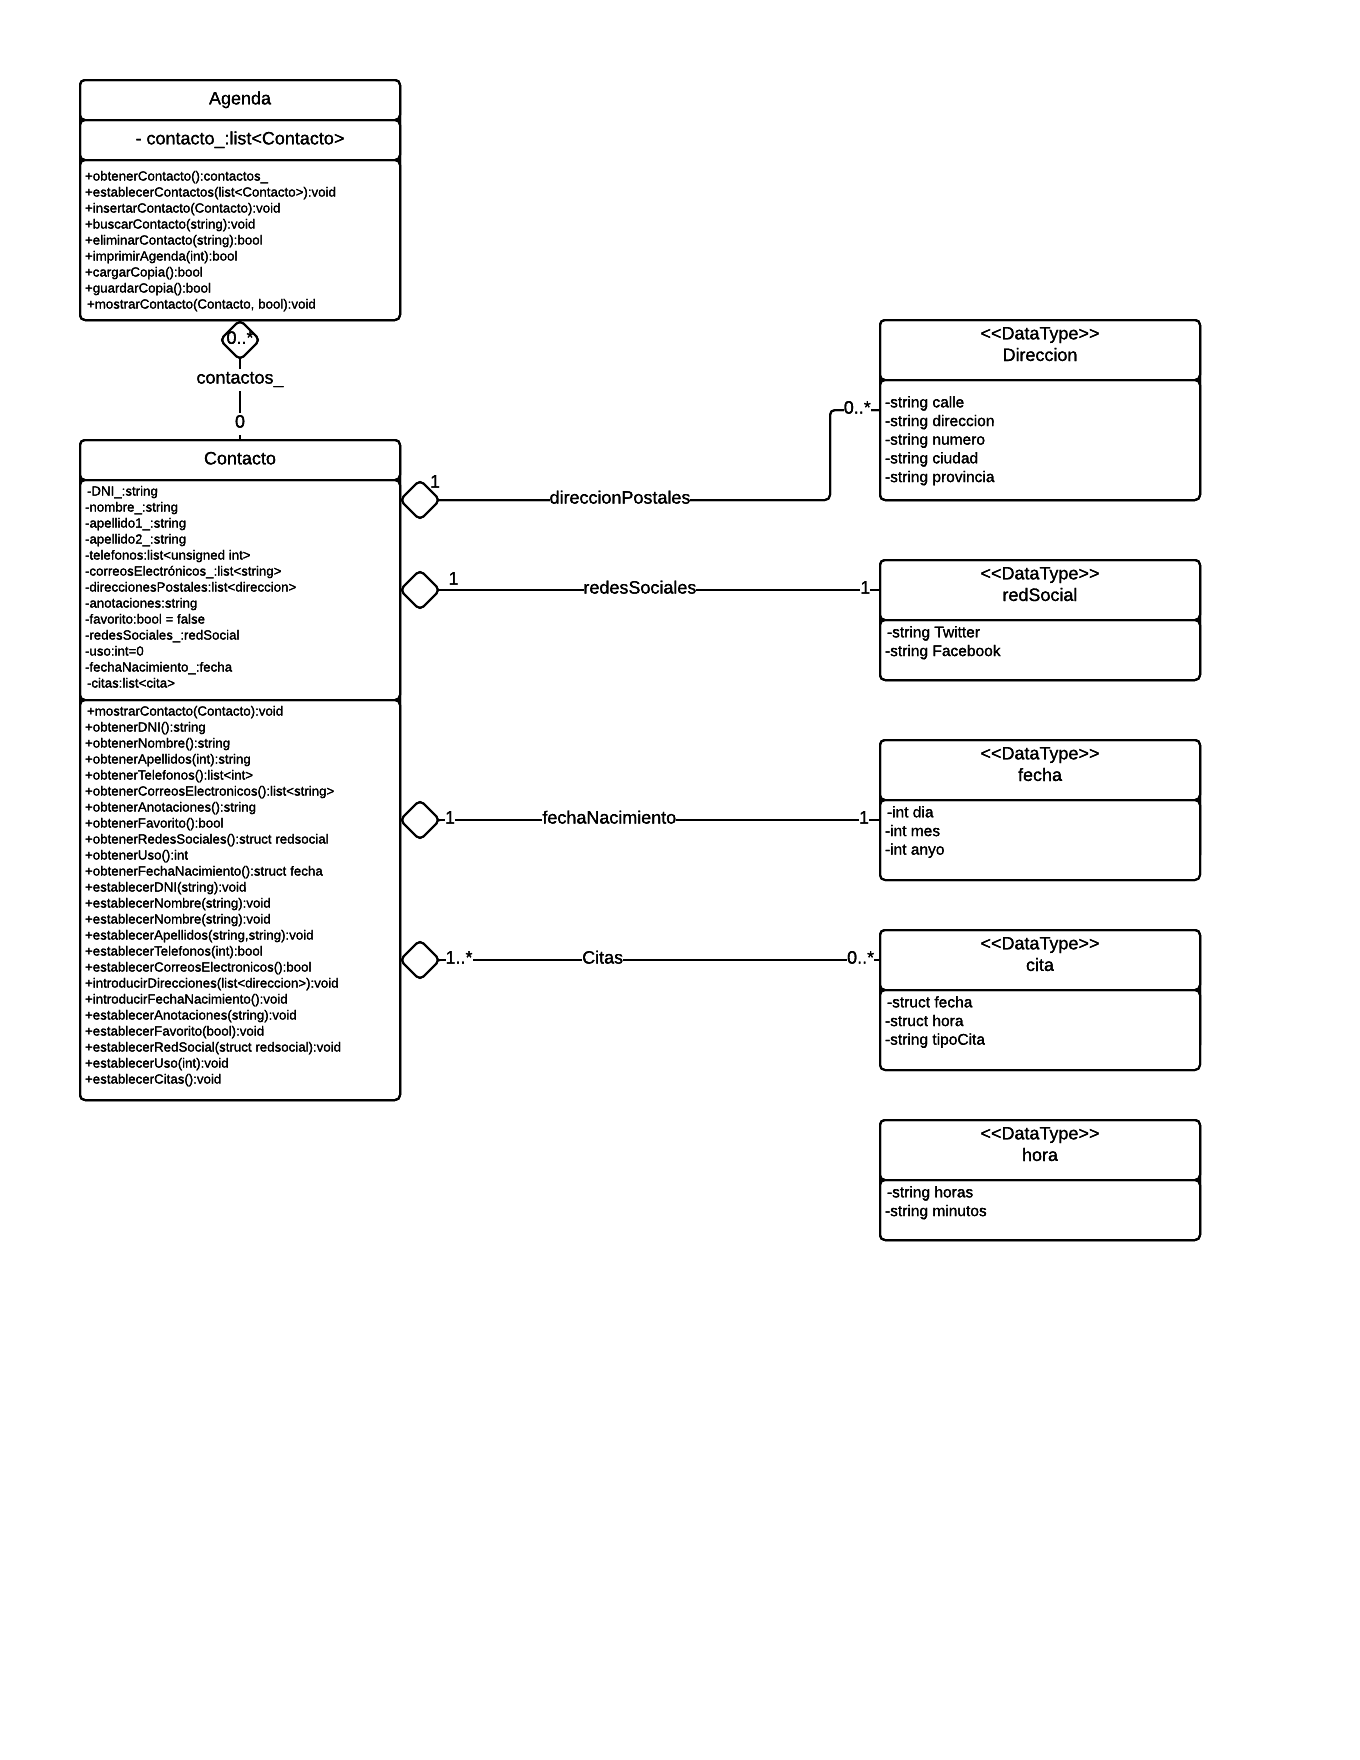 Agenda
- contacto_:list<Contacto>
+obtenerContacto():contactos_
+establecerContactos(list<Contacto>):void
+insertarContacto(Contacto):void
+buscarContacto(string):void
+eliminarContacto(string):bool
+imprimirAgenda(int):bool
+cargarCopia():bool
+guardarCopia():bool
+mostrarContacto(Contacto, bool):void
0..*
contactos_
0
Contacto
-DNI_:string
-nombre_:string
-apellido1_:string
-apellido2_:string
-telefonos:list<unsigned int>
-correosElectrónicos_:list<string>
-direccionesPostales:list<direccion>
-anotaciones:string
-favorito:bool = false
-redesSociales_:redSocial
-uso:int=0
-fechaNacimiento_:fecha
-citas:list<cita>
+mostrarContacto(Contacto):void
+obtenerDNI():string
+obtenerNombre():string
+obtenerApellidos(int):string
+obtenerTelefonos():list<int>
+obtenerCorreosElectronicos():list<string>
+obtenerAnotaciones():string
+obtenerFavorito():bool
+obtenerRedesSociales():struct redsocial
+obtenerUso():int
+obtenerFechaNacimiento():struct fecha
+establecerDNI(string):void
+establecerNombre(string):void
+establecerNombre(string):void
+establecerApellidos(string,string):void
+establecerTelefonos(int):bool
+establecerCorreosElectronicos():bool
+introducirDirecciones(list<direccion>):void
+introducirFechaNacimiento():void
+establecerAnotaciones(string):void
+establecerFavorito(bool):void
+establecerRedSocial(struct redsocial):void
+establecerUso(int):void
+establecerCitas():void
1
direccionPostales
0..*
1
redesSociales
1
1
fechaNacimiento
1
1..*
Citas
0..*
<<DataType>>
Direccion
-string calle
-string direccion
-string numero
-string ciudad
-string provincia
<<DataType>>
redSocial
-string Twitter
-string Facebook
<<DataType>>
fecha
-int dia
-int mes
-int anyo
<<DataType>>
cita
-struct fecha
-struct hora
-string tipoCita
<<DataType>>
hora
-string horas
-string minutos